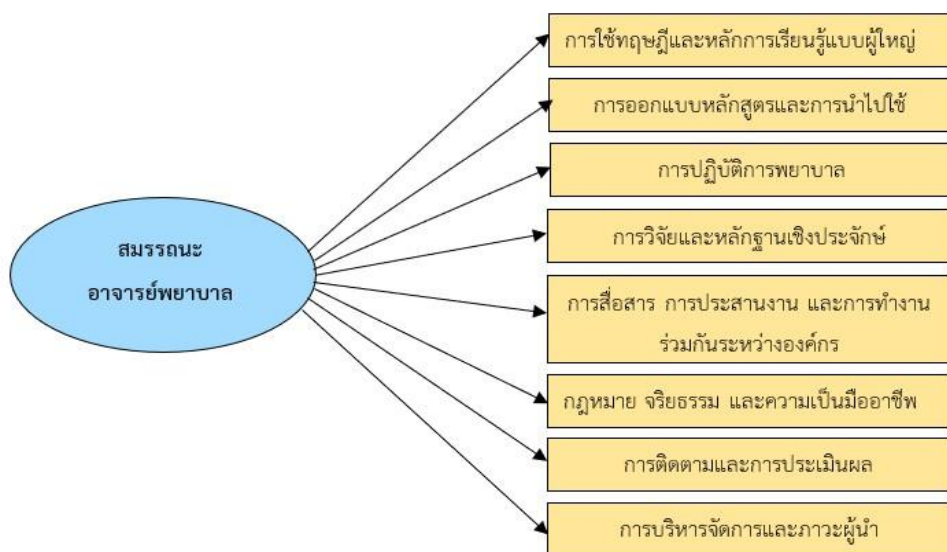 สมรรถนะ
อาจารย์พยาบาล
การใช้ทฤษฎีและหลักการเรียนรู้แบบผู้ใหญ่
การออกแบบหลักสูตรและการนำไปใช้
การปฏิบัติการพยาบาล
การวิจัยและหลักฐานเชิงประจักษ์
การสื่อสาร การประสานงาน และการทำงาน
ร่วมกันระหว่างองค์กร
กฎหมาย จริยธรรม และความเป็นมืออาชีพ
การติดตามและการประเมินผล
การบริหารจัดการและภาวะผู้นำ